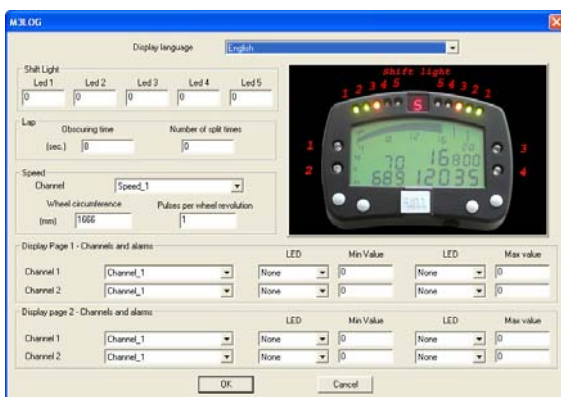 M3LOG
Display language English
Shift Light
Led 1 Led 2 Led 3 Led 4 Led 5
0 0 0 0 0
Lap
Obscuring time Number of split times
(sec.) 8 0
Speed
Channel Speed_1
Wheel circumference Pulses per wheel revolution
(mm) 1666 1
Shift light
1 2 3 4 5 5 4 3 2 1
S
1 3
2 4
70 16800
689 12035
Display Page 1 - Channels and alarms
LED Min Value LED Max value
Channel 1 Channel_1 None 0 None 0
Channel 2 Channel_1 None 0 None 0
Display page 2 - Channels and alarms
LED Min Value LED Max value
Channel 1 Channel_1 None 0 None 0
Channel 2 Channel_1 None 0 None 0
OK Cancel